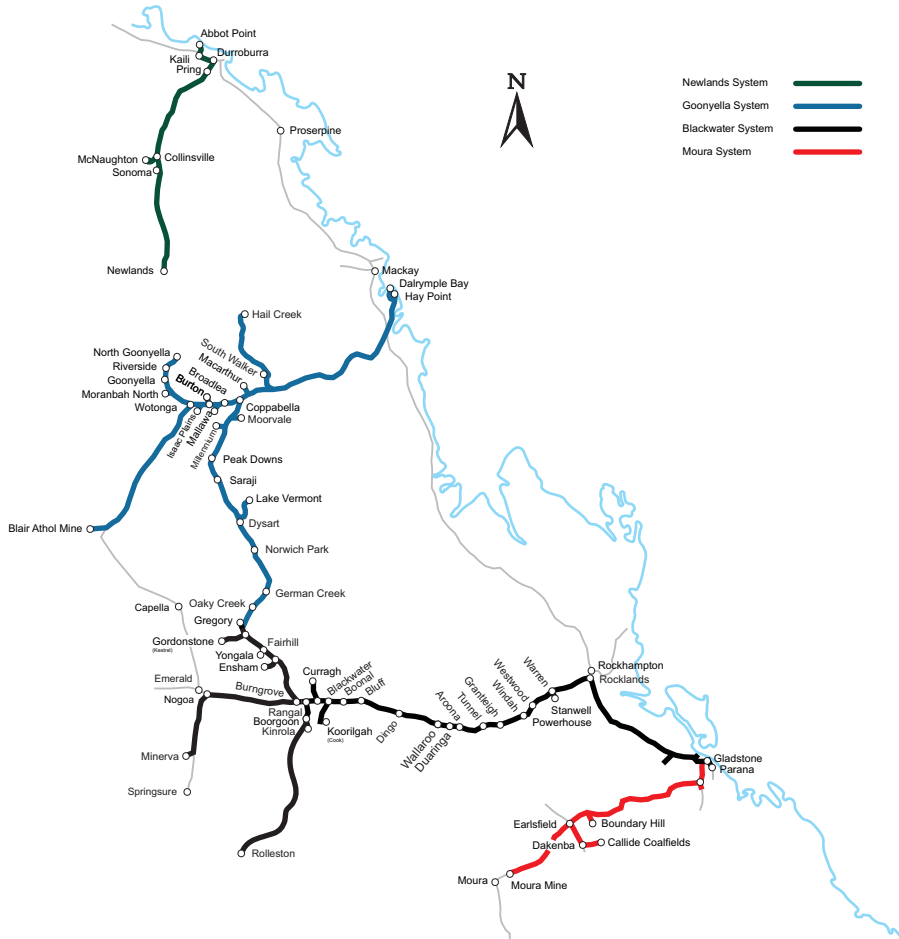 Abbot Point
Durroburra
Kaili
Pring
N
Newlands System
Goonyella System
Blackwater System
Moura System
Proserpine
McNaughton
Collinsville
Sonoma
Newlands
Mackay
Dalrymple Bay
Hay Point
Hail Creek
North Goonyella
South Walker
Riverside
Macarthur
Goonyella
Broadlea
Burton
Moranbah North
Wotonga
Coppabella
Isaac Plains
Mallawa
Moorvale
Millennium
Peak Downs
Saraji
Lake Vermont
Blair Athol Mine
Dysart
Norwich Park
German Creek
Oaky Creek
Capella
Gregory
Gordonstone
(Kestrel)
Fairhill
Yongala
Ensham
Curragh
Emerald
Burngrove
Nogoa
Blackwater
Boonal
Bluff
Rangal
Boorgoon
Kinrola
Koorilgah
(Cook)
Dingo
Wallaroo
Duaringa
Aroona
Tunnel
Grantleigh
Windah
Westwood
Warren
Rockhampton
Rocklands
Stanwell
Powerhouse
Minerva
Springsure
Rolleston
Gladstone
Parana
Earlsfield
Boundary Hill
Dakenba
Callide Coalfields
Moura
Moura Mine